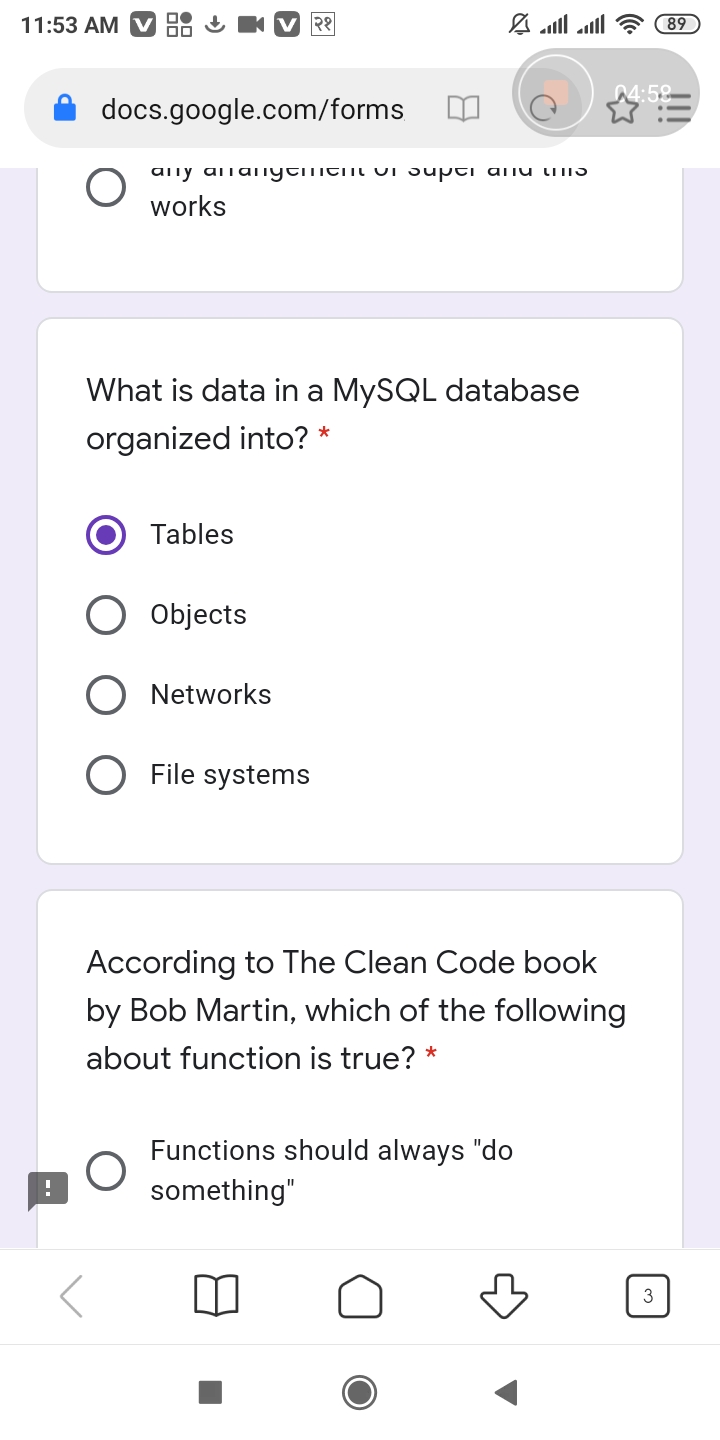 11:53 AM V V २१ 89
docs.google.com/forms
04:58
any arrangement of super and this
works
What is data in a MySQL database
organized into? *
Tables
Objects
Networks
File systems
According to The Clean Code book
by Bob Martin, which of the following
about function is true? *
Functions should always "do
something"
!
3